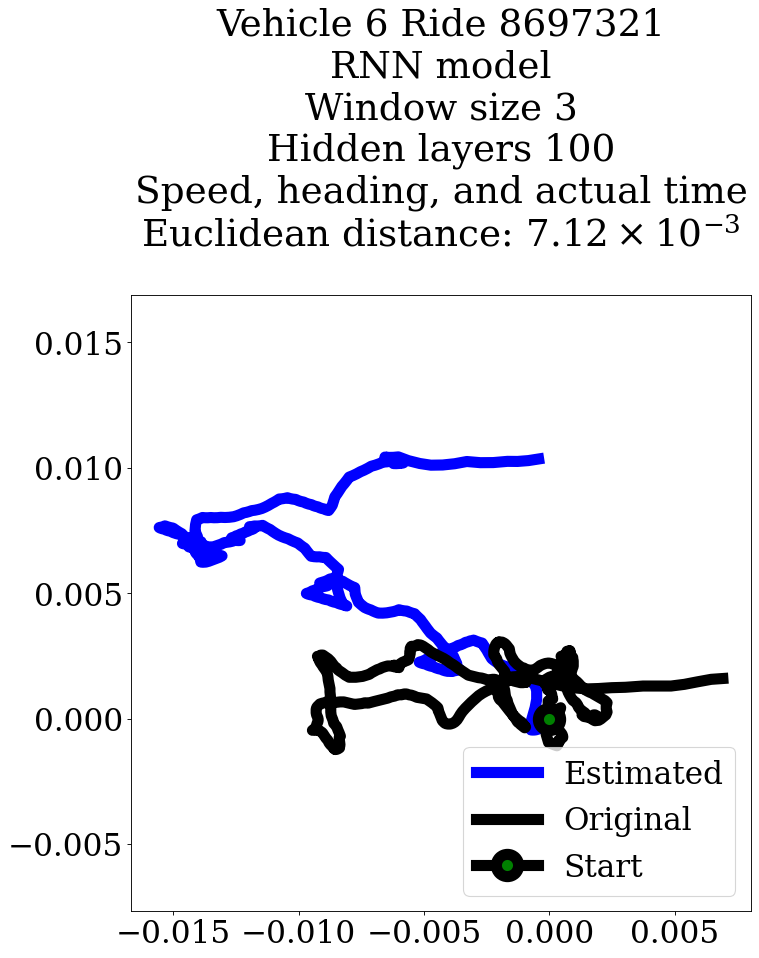 Vehicle 6 Ride 8697321
RNN model
Window size 3
Hidden layers 100
Speed, heading, and actual time
Euclidean distance: 7.12 × 10⁻³
0.015
0.010
0.005
0.000
−0.005
−0.015
−0.010
−0.005
0.000
0.005
Estimated
Original
Start